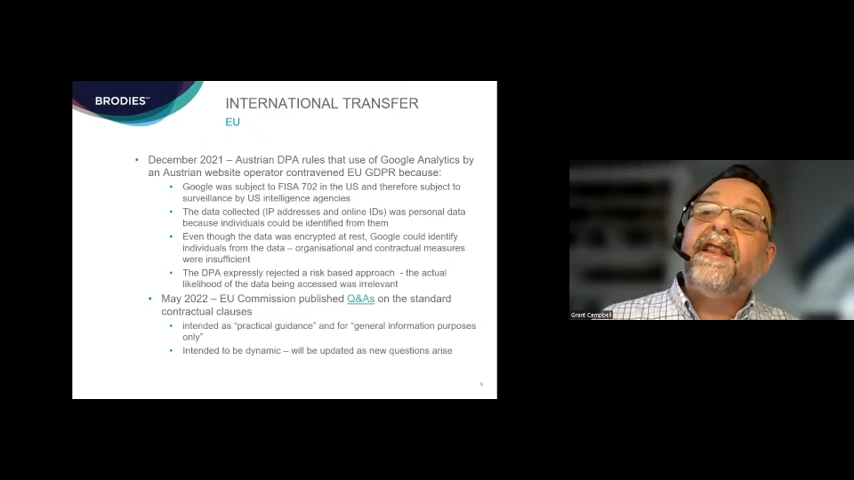 BRODIES LLP
INTERNATIONAL TRANSFER
EU
• December 2021 – Austrian DPA rules that use of Google Analytics by
an Austrian website operator contravened EU GDPR because:
• Google was subject to FISA 702 in the US and therefore subject to
surveillance by US intelligence agencies
• The data collected (IP addresses and online IDs) was personal data
because individuals could be identified from them
• Even though the data was encrypted at rest, Google could identify
individuals from the data – organisational and contractual measures
were insufficient
• The DPA expressly rejected a risk based approach - the actual
likelihood of the data being accessed was irrelevant
• May 2022 – EU Commission published Q&As on the standard
contractual clauses
• intended as “practical guidance” and for “general information purposes
only”
• Intended to be dynamic – will be updated as new questions arise
Grant Campbell